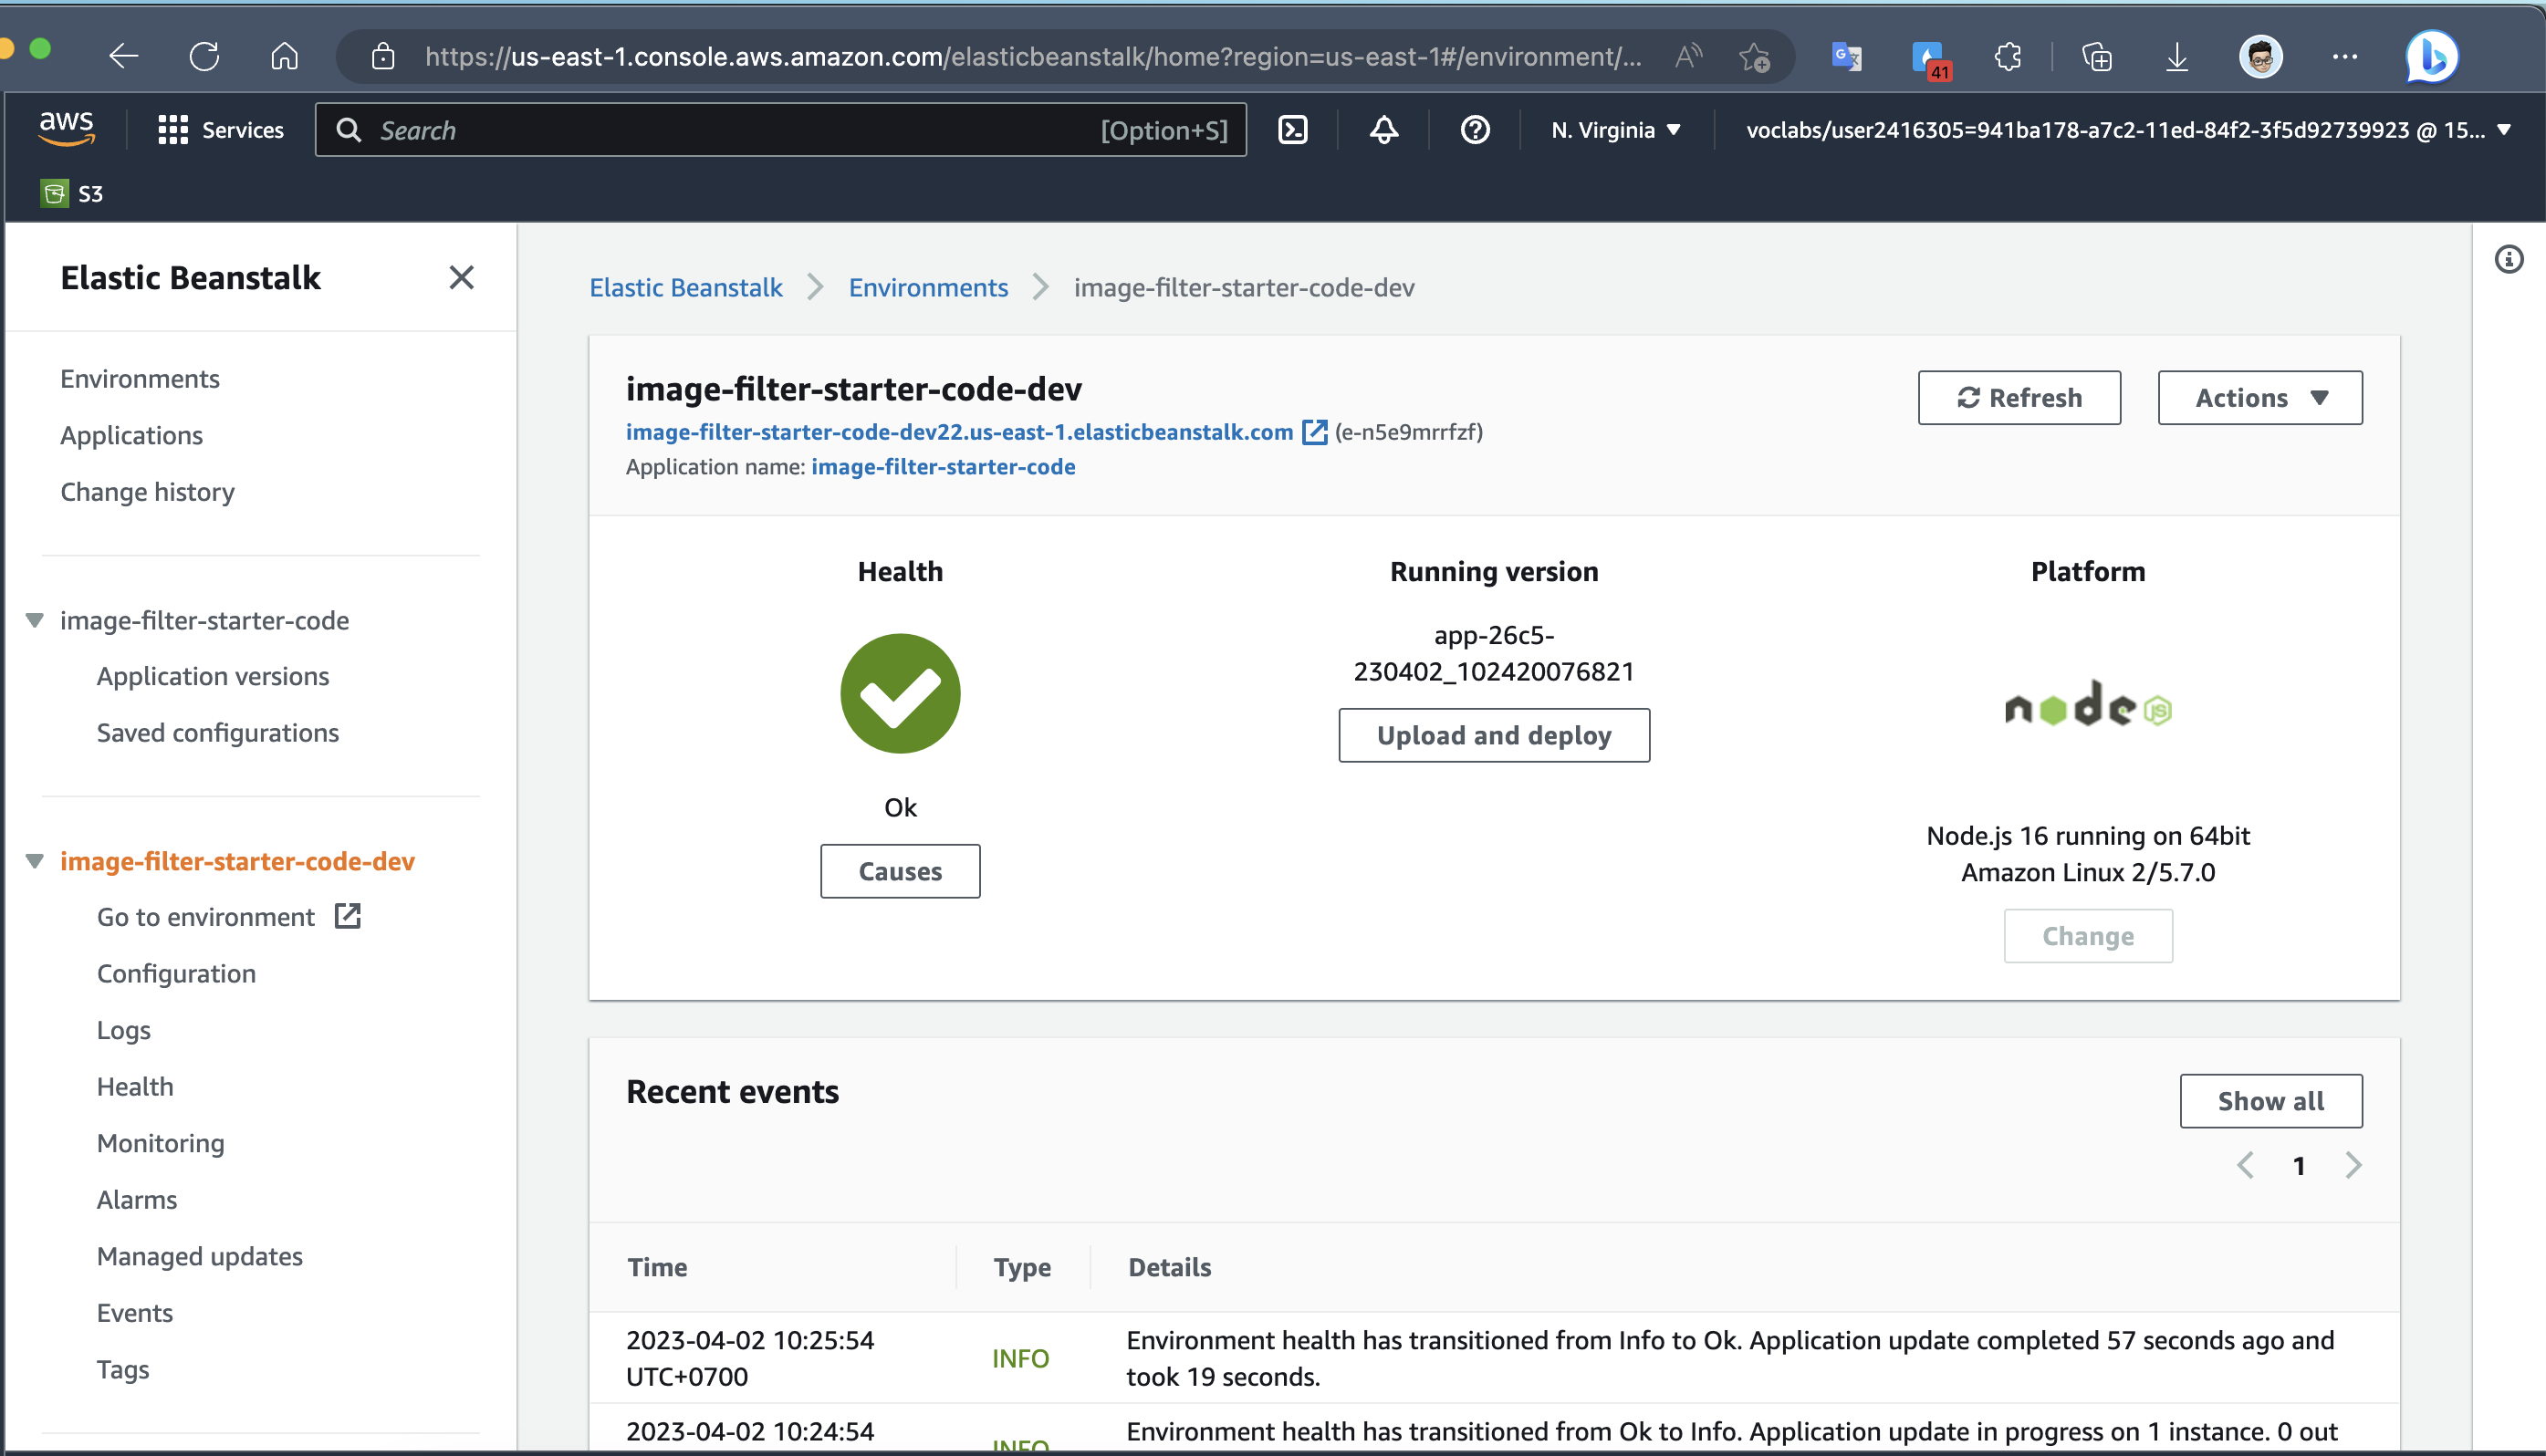 https://us-east-1.console.aws.amazon.com/elasticbeanstalk/home?region=us-east-1#/environment/...
41
aws
Services
Search
[Option+S]
N. Virginia
voclabs/user2416305=941ba178-a7c2-11ed-84f2-3f5d92739923 @ 15...
S3
Elastic Beanstalk
Environments
Applications
Change history
image-filter-starter-code
Application versions
Saved configurations
image-filter-starter-code-dev
Go to environment
Configuration
Logs
Health
Monitoring
Alarms
Managed updates
Events
Tags
Elastic Beanstalk > Environments > image-filter-starter-code-dev
image-filter-starter-code-dev
image-filter-starter-code-dev22.us-east-1.elasticbeanstalk.com (e-n5e9mrrfzf)
Application name: image-filter-starter-code
Refresh
Actions
Health
Ok
Causes
Running version
app-26c5-
230402_102420076821
Upload and deploy
Platform
node JS
Node.js 16 running on 64bit
Amazon Linux 2/5.7.0
Change
Recent events
Show all
1
Time
Type
Details
2023-04-02 10:25:54
UTC+0700
INFO
Environment health has transitioned from Info to Ok. Application update completed 57 seconds ago and
took 19 seconds.
2023-04-02 10:24:54
INFO
Environment health has transitioned from Ok to Info. Application update in progress on 1 instance. 0 out